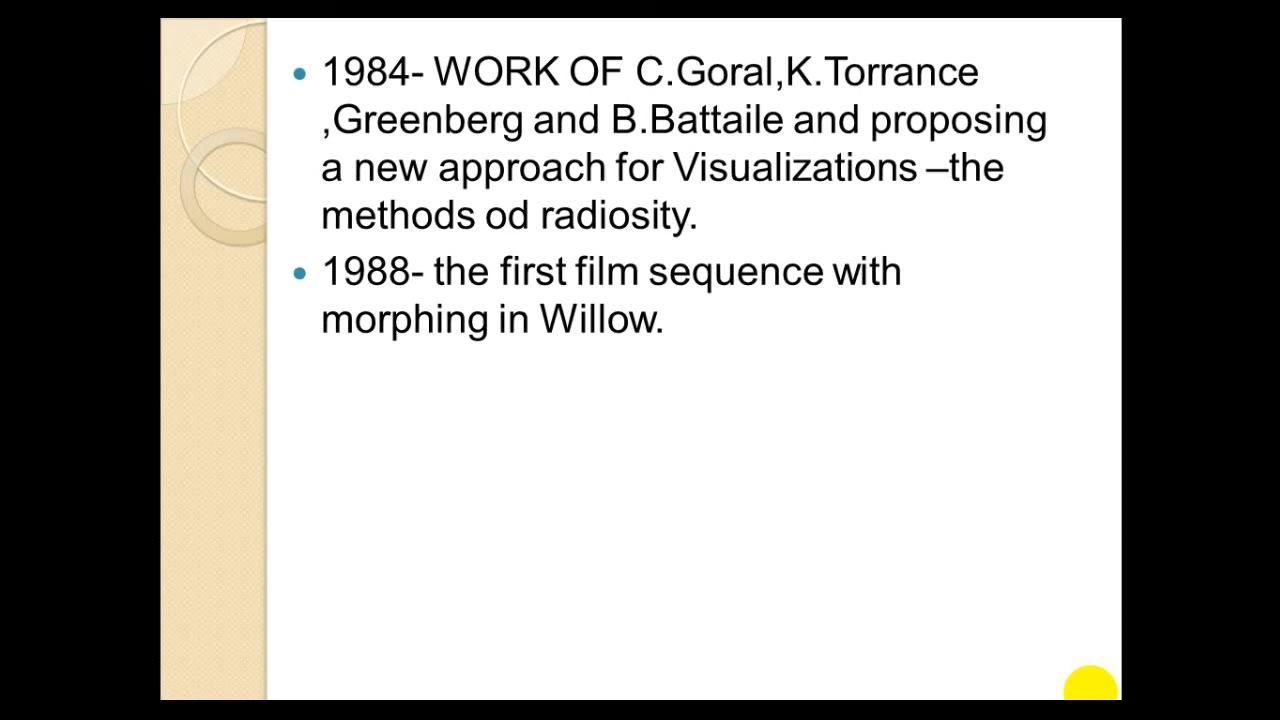 1984- WORK OF C.Goral,K.Torrance
,Greenberg and B.Battaile and proposing
a new approach for Visualizations –the
methods od radiosity.
1988- the first film sequence with
morphing in Willow.